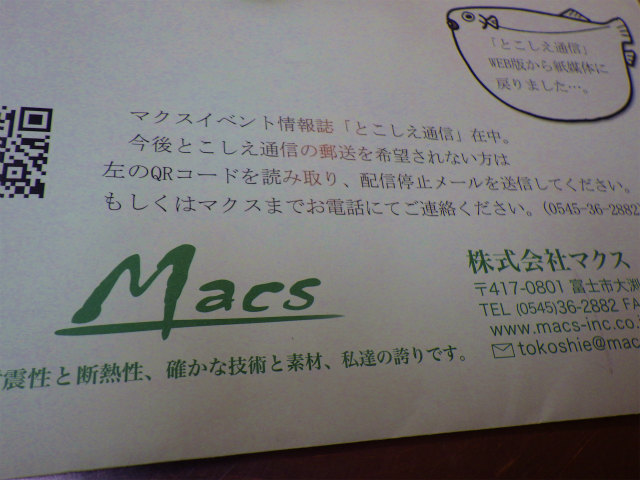 「とこしえ通信」
WEB版から紙媒体に
戻りました…。
マクスイベント情報誌「とこしえ通信」在中。
今後とこしえ通信の郵送を希望されない方は
左のQRコードを読み取り、配信停止メールを送信してください。
もしくはマクスまでお電話にてご連絡ください。(0545-36-2882)
Macs
震性と断熱性、確かな技術と素材、私達の誇りです。
株式会社マクス
〒417-0801 富士市大淵
TEL (0545)36-2882 FA
www.macs-inc.co.
tokoshie@mac